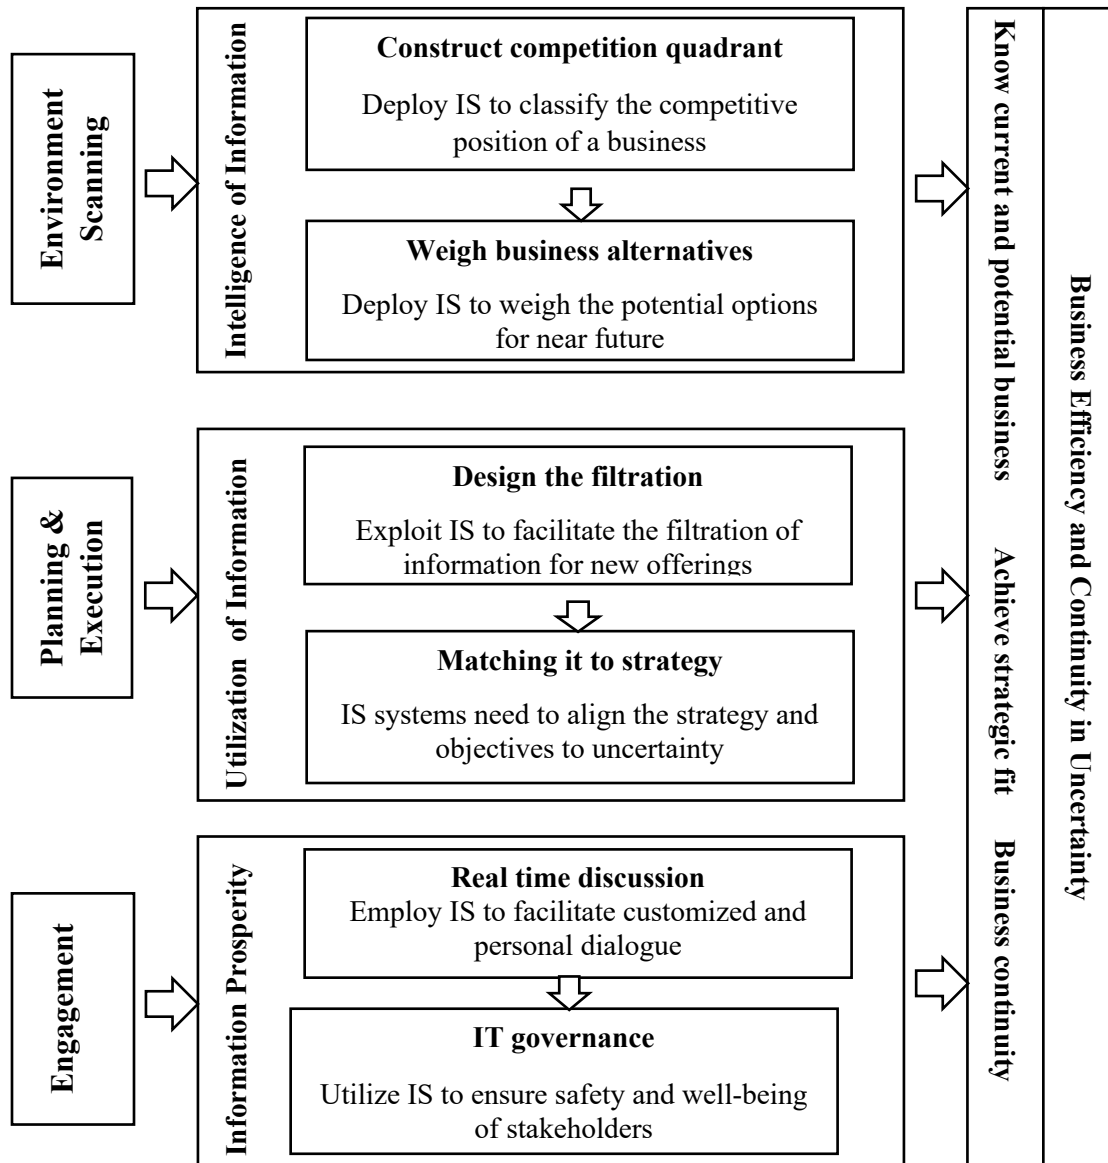 Environment
Scanning
Intelligence of Information
Construct competition quadrant
Deploy IS to classify the competitive
position of a business
Weigh business alternatives
Deploy IS to weigh the potential options
for near future
Planning &
Execution
Utilization of Information
Design the filtration
Exploit IS to facilitate the filtration of
information for new offerings
Matching it to strategy
IS systems need to align the strategy and
objectives to uncertainty
Engagement
Information Prosperity
Real time discussion
Employ IS to facilitate customized and
personal dialogue
IT governance
Utilize IS to ensure safety and well-being
of stakeholders
Know current and potential business
Achieve strategic fit
Business continuity
Business Efficiency and Continuity in Uncertainty